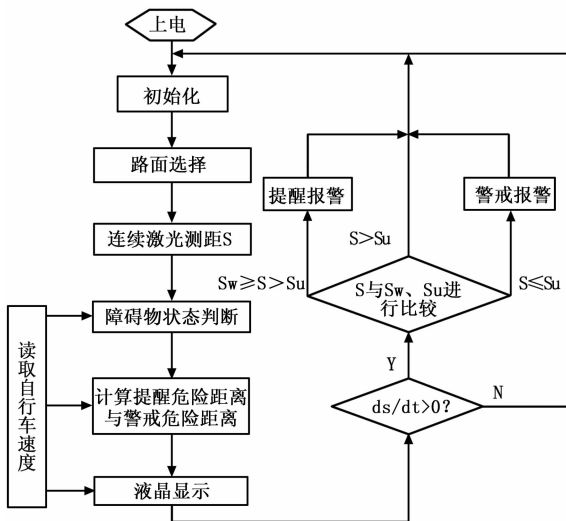 上电
初始化
路面选择
连续激光测距S
障碍物状态判断
计算提醒危险距离
与警戒危险距离
液晶显示
读取自行车速度
提醒报警
警戒报警
S>Su
Sw≥S>Su
S≤Su
S与Sw、Su进
行比较
Y
ds/dt>0?
N